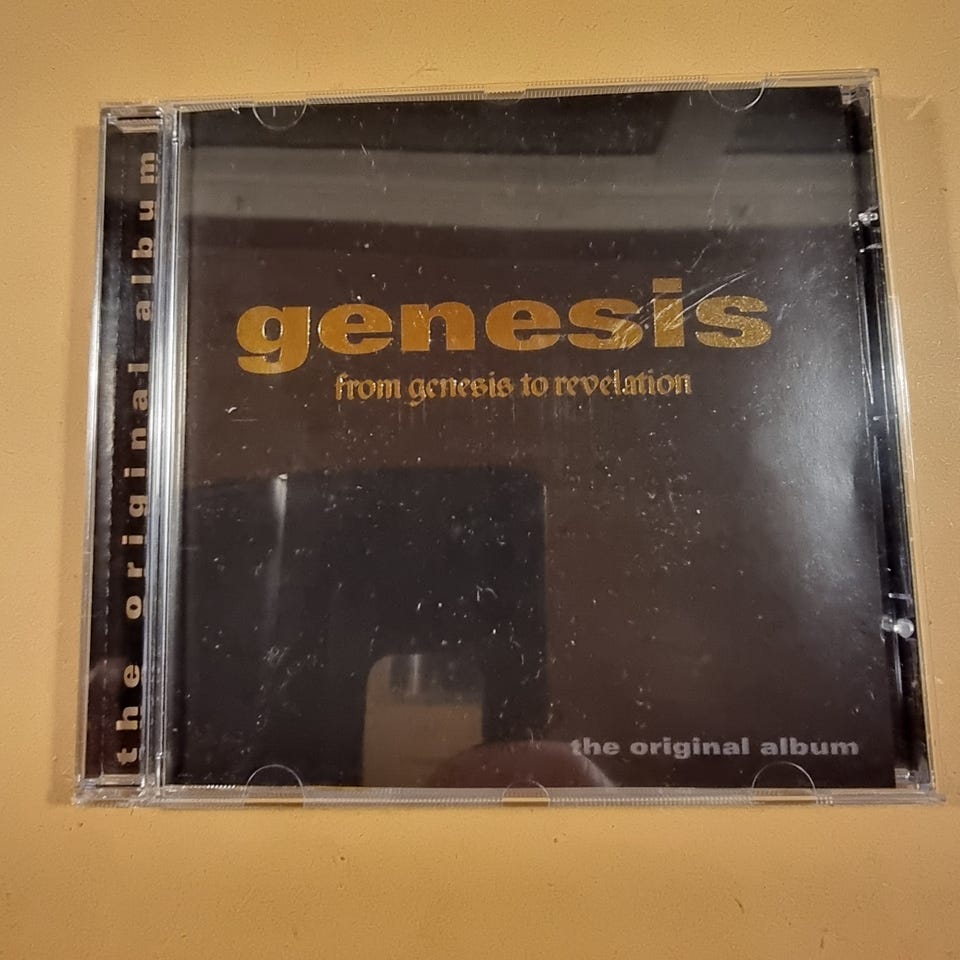 the original album
genesis
from genesis to revelation
the original album